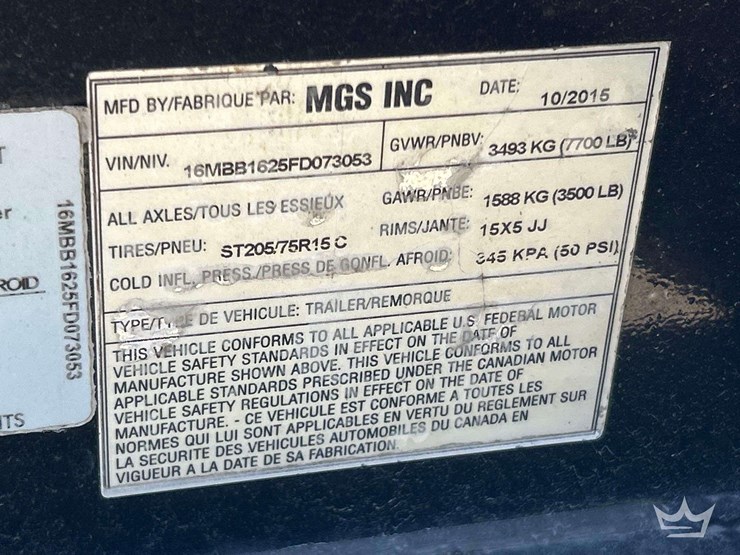 MFD BY/FABRIQUE PAR: MGS INC DATE: 10/2015
VIN/NIV. 16MBB1625FD073053 GVWR/PNBV: 3493 KG (7700 LB)
ALL AXLES/TOUS LES ESSIEUX GAWR/PNBE: 1588 KG (3500 LB)
TIRES/PNEU: ST205/75R15 C RIMS/JANTE: 15X5 JJ
COLD INFL. PRESS./PRESS DE GONFL. AFROID: 345 KPA (50 PSI)
TYPE/TYPE DE VEHICULE: TRAILER/REMORQUE
THIS VEHICLE CONFORMS TO ALL APPLICABLE U.S. FEDERAL MOTOR
VEHICLE SAFETY STANDARDS IN EFFECT ON THE DATE OF
MANUFACTURE SHOWN ABOVE. THIS VEHICLE CONFORMS TO ALL
APPLICABLE STANDARDS PRESCRIBED UNDER THE CANADIAN MOTOR
VEHICLE SAFETY REGULATIONS IN EFFECT ON THE DATE OF
MANUFACTURE. - CE VEHICULE EST CONFORME A TOUTES LES
NORMES QUI LUI SONT APPLICABLES EN VERTU DU REGLEMENT SUR
LA SECURITE DES VEHICULES AUTOMOBILES DU CANADA EN
VIGUEUR A LA DATE DE SA FABRICATION.
16MBB1625FD073053